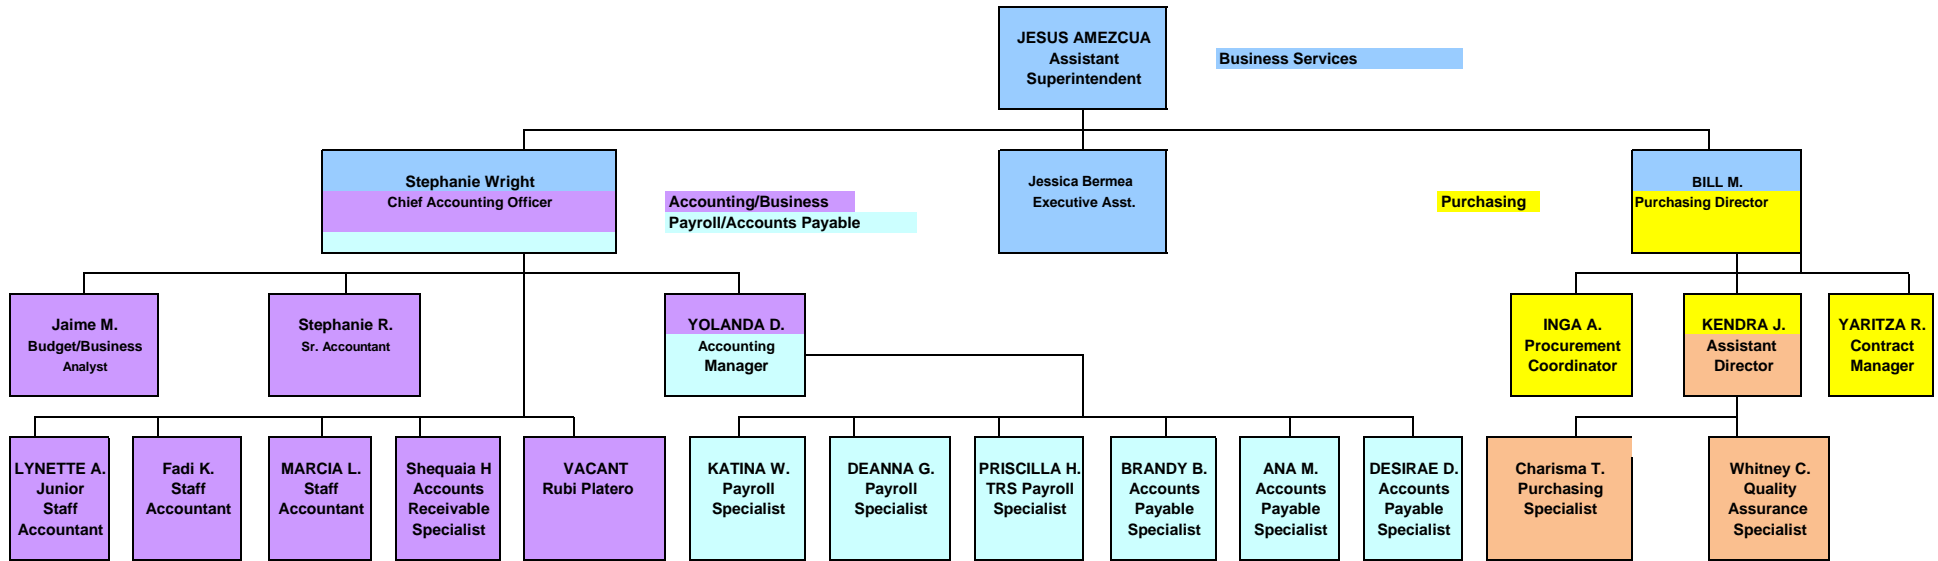 JESUS AMEZCUA
Assistant
Superintendent
Business Services
Stephanie Wright
Chief Accounting Officer
Accounting/Business
Payroll/Accounts Payable
Jessica Bermea
Executive Asst.
Purchasing
BILL M.
Purchasing Director
Jaime M.
Budget/Business
Analyst
Stephanie R.
Sr. Accountant
YOLANDA D.
Accounting
Manager
INGA A.
Procurement
Coordinator
KENDRA J.
Assistant
Director
YARITZA R.
Contract
Manager
LYNETTE A.
Junior
Staff
Accountant
Fadi K.
Staff
Accountant
MARCIA L.
Staff
Accountant
Shequaia H
Accounts
Receivable
Specialist
VACANT
Rubi Platero
KATINA W.
Payroll
Specialist
DEANNA G.
Payroll
Specialist
PRISCILLA H.
TRS Payroll
Specialist
BRANDY B.
Accounts
Payable
Specialist
ANA M.
Accounts
Payable
Specialist
DESIRAE D.
Accounts
Payable
Specialist
Charisma T.
Purchasing
Specialist
Whitney C.
Quality
Assurance
Specialist